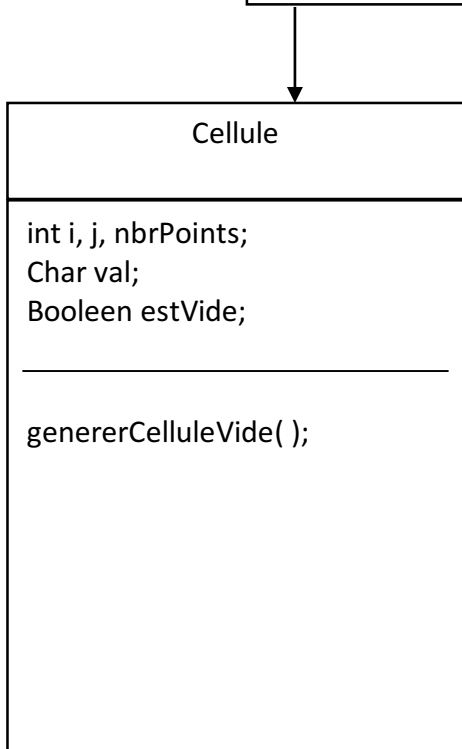 Cellule
int i, j, nbrPoints;
Char val;
Booleen estVide;
genererCelluleVide( );